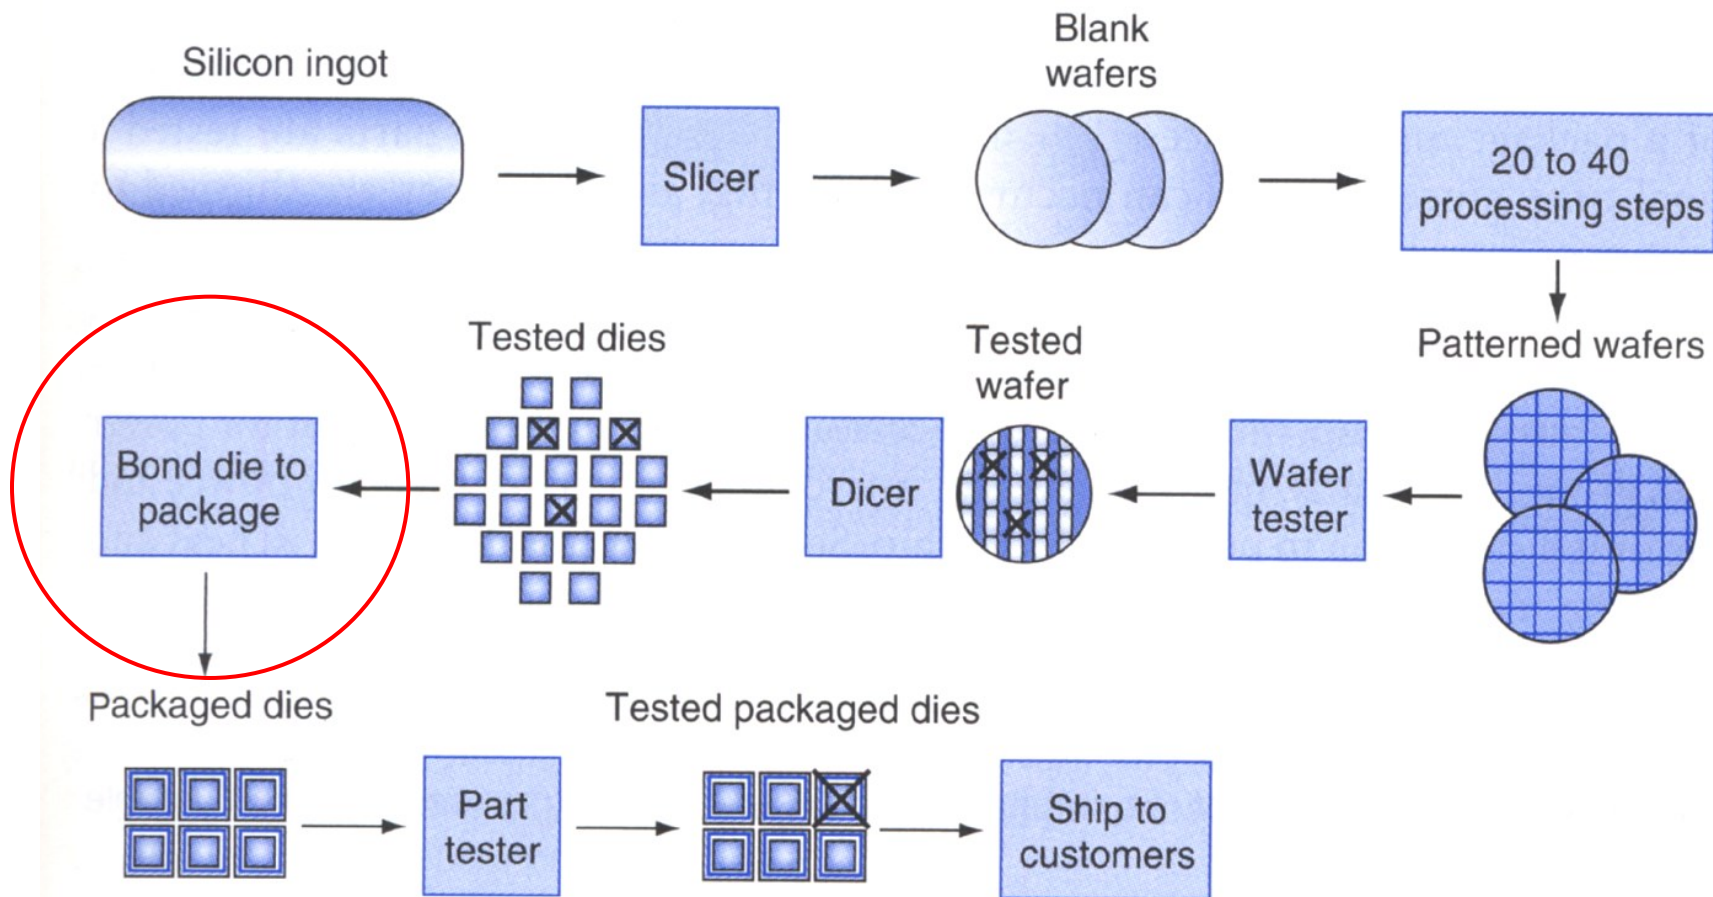 Silicon ingot
Slicer
Blank
wafers
20 to 40
processing steps
Patterned wafers
Wafer
tester
Tested
wafer
Dicer
Tested dies
Bond die to
package
Packaged dies
Part
tester
Tested packaged dies
Ship to
customers